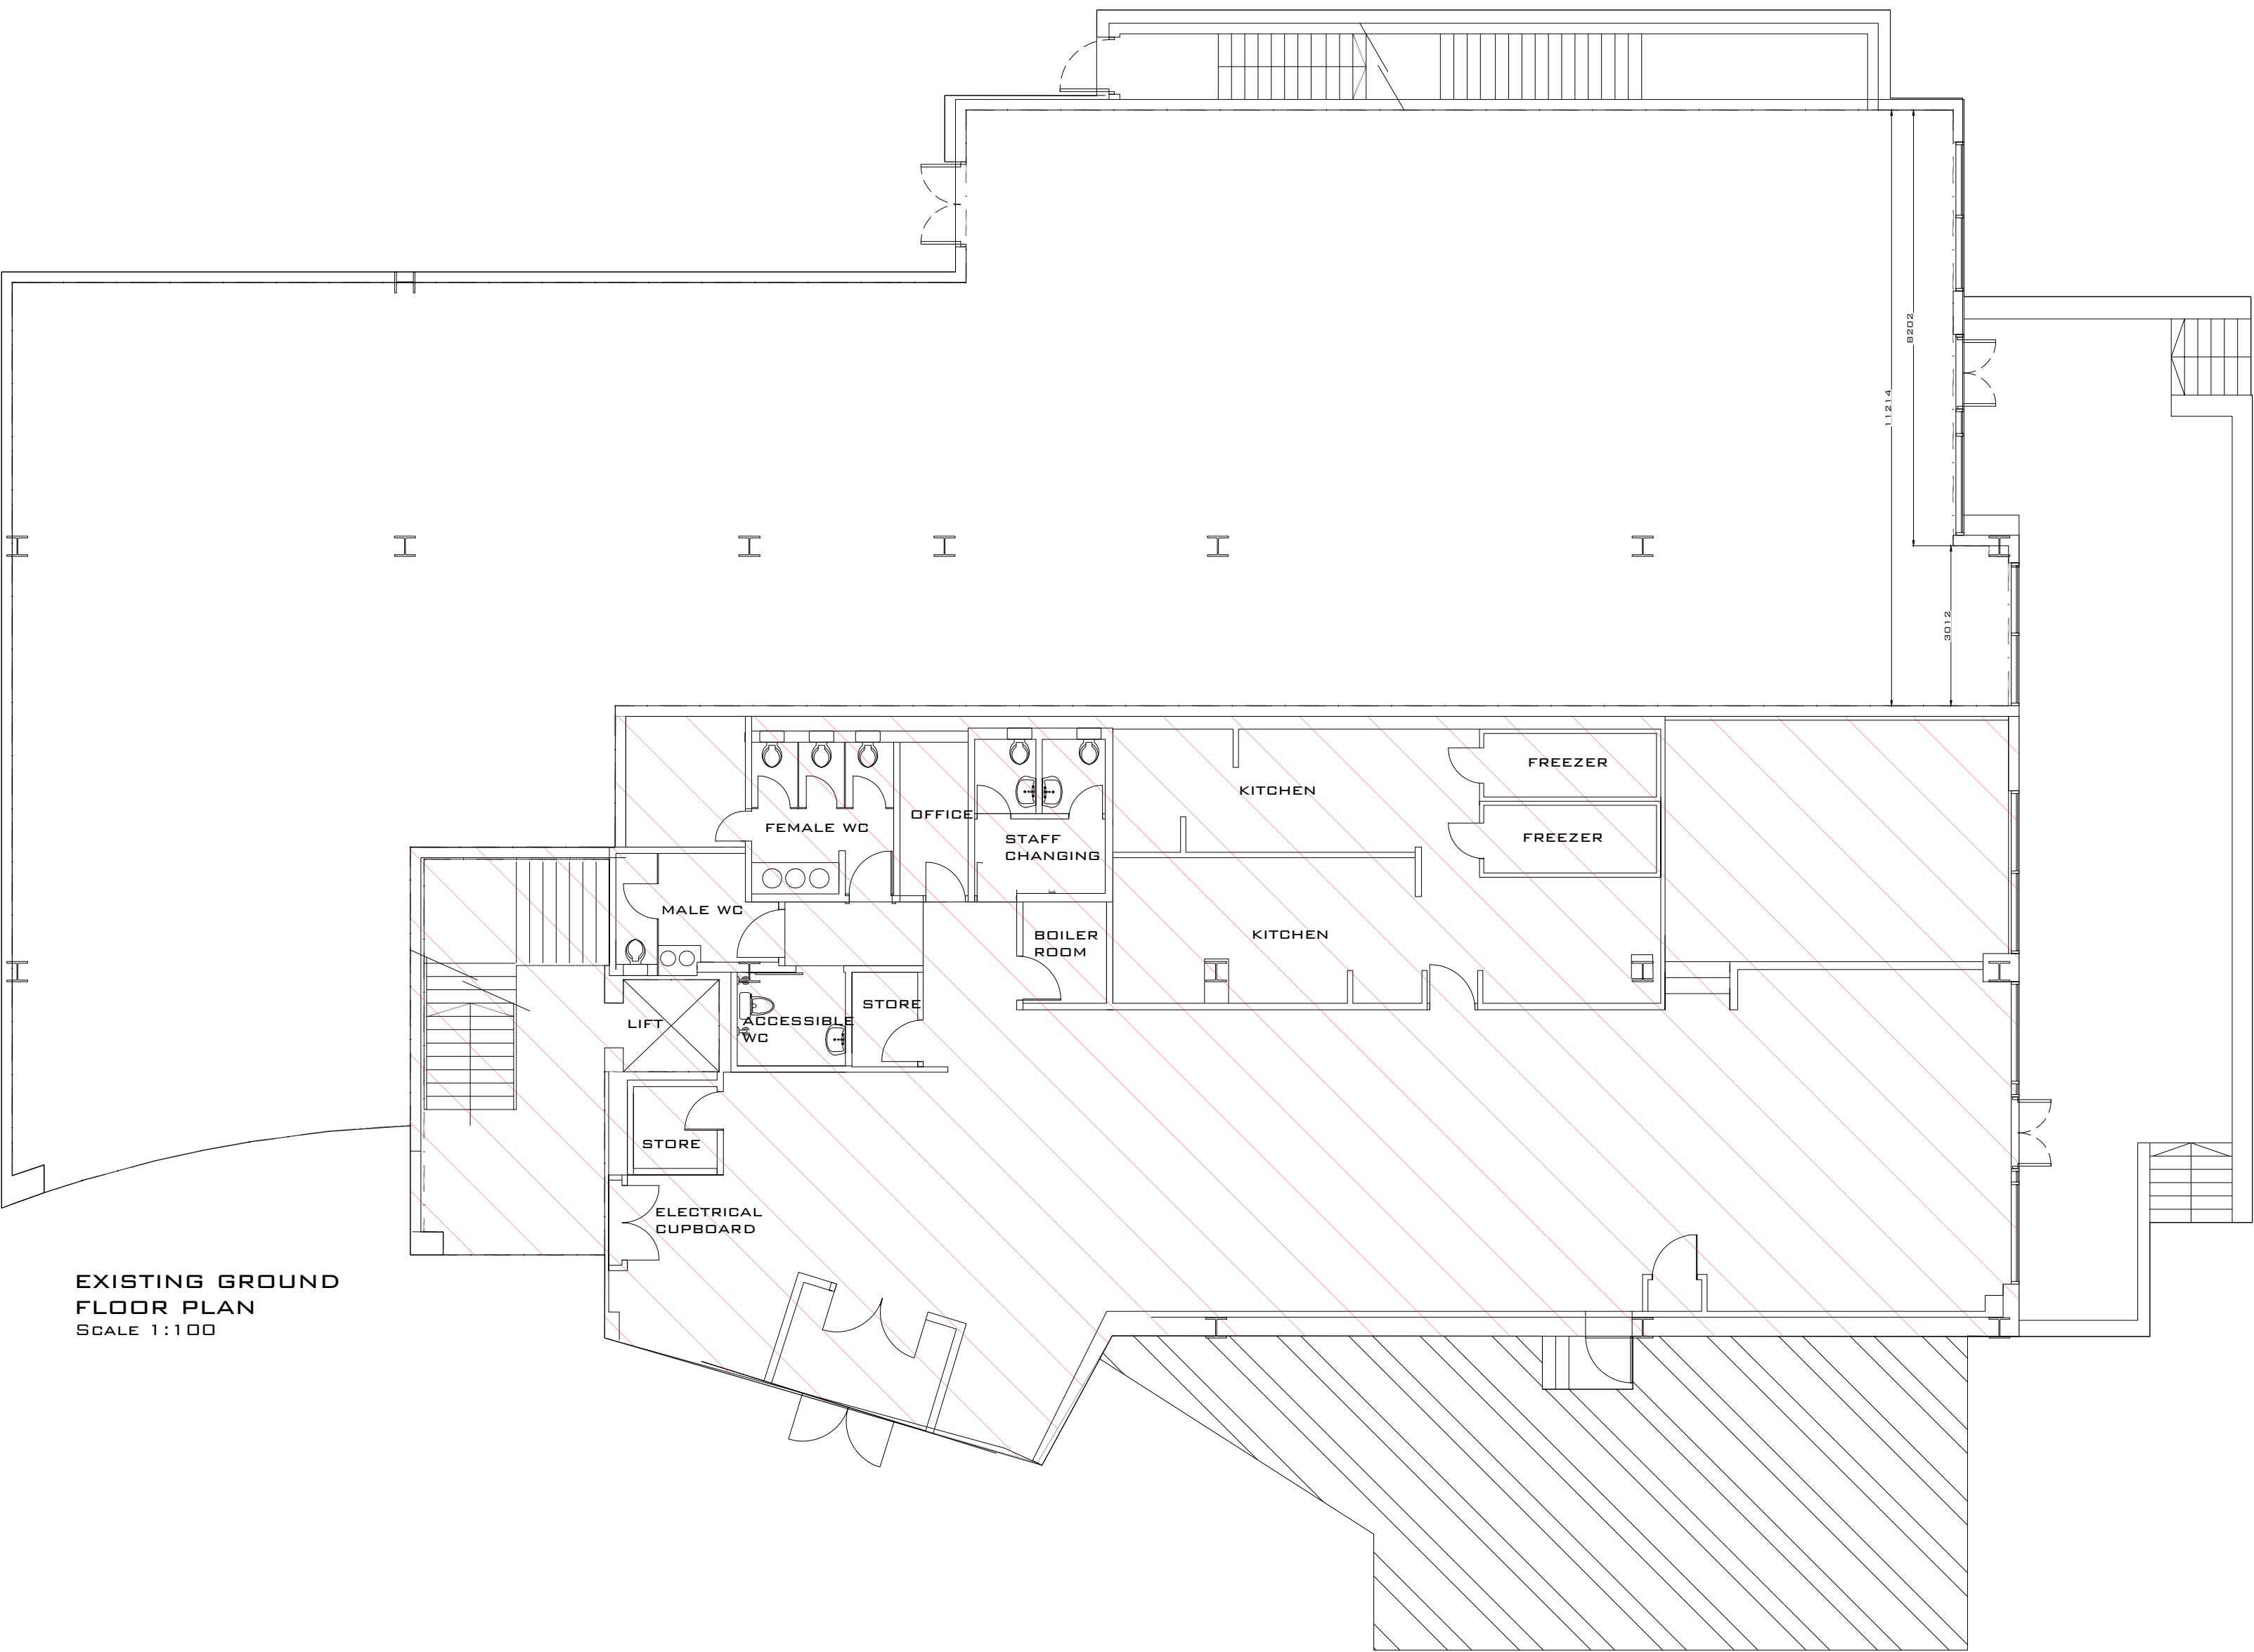 8202
11214
3012
FREEZER
KITCHEN
OFFICE
FEMALE WC
FREEZER
STAFF
CHANGING
MALE WC
KITCHEN
BOILER
ROOM
STORE
LIFT
ACCESSIBLE
WC
STORE
ELECTRICAL
CUPBOARD
EXISTING GROUND
FLOOR PLAN
SCALE 1:100